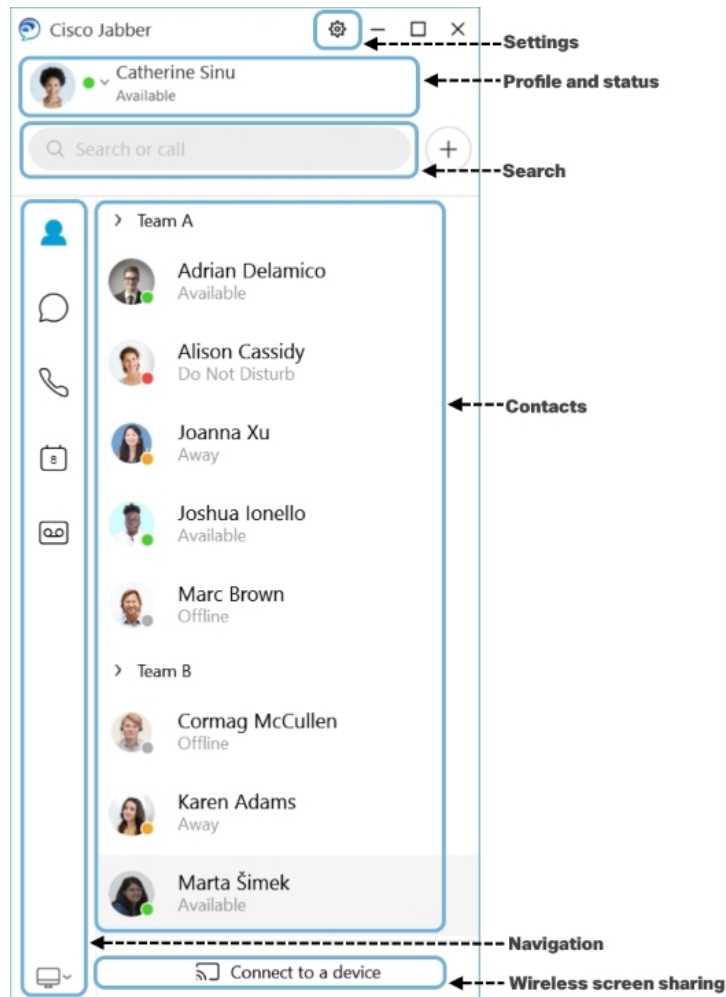 Cisco Jabber
Settings
Catherine Sinu
Available
Profile and status
Search or call
Search
Team A
Adrian Delamico
Available
Alison Cassidy
Do Not Disturb
Contacts
Joanna Xu
Away
8
Joshua Ionello
Available
Marc Brown
Offline
Team B
Cormag McCullen
Offline
Karen Adams
Away
Marta Šimek
Available
Navigation
Connect to a device
Wireless screen sharing